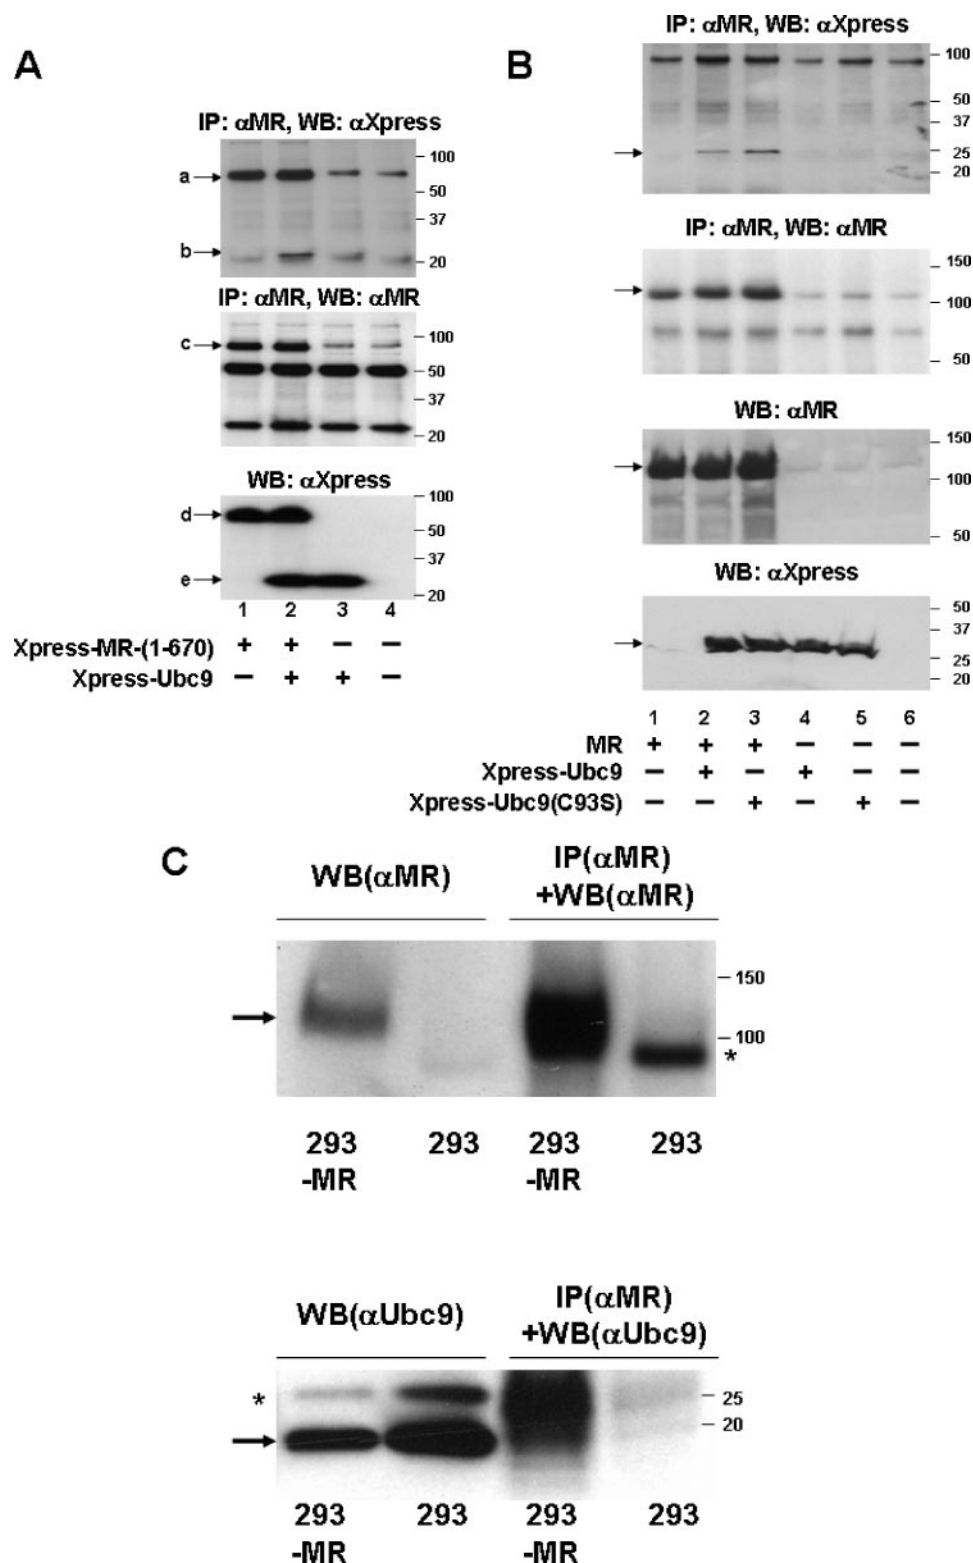 A
IP: αMR, WB: αXpress
a
b
100
50
37
20
IP: αMR, WB: αMR
c
100
50
37
20
WB: αXpress
d
e
100
50
37
20
1 2 3 4
Xpress-MR-(1-670) + + − −
Xpress-Ubc9 − + + −
B
IP: αMR, WB: αXpress
100
50
37
25
20
IP: αMR, WB: αMR
150
100
50
WB: αMR
150
100
50
WB: αXpress
50
37
25
20
1 2 3 4 5 6
MR + + + − − −
Xpress-Ubc9 − + − + − −
Xpress-Ubc9(C93S) − − + − + −
C
WB(αMR)
IP(αMR)
+WB(αMR)
150
100
*
293
-MR
293
293
-MR
293
WB(αUbc9)
IP(αMR)
+WB(αUbc9)
*
25
20
293
-MR
293
293
-MR
293